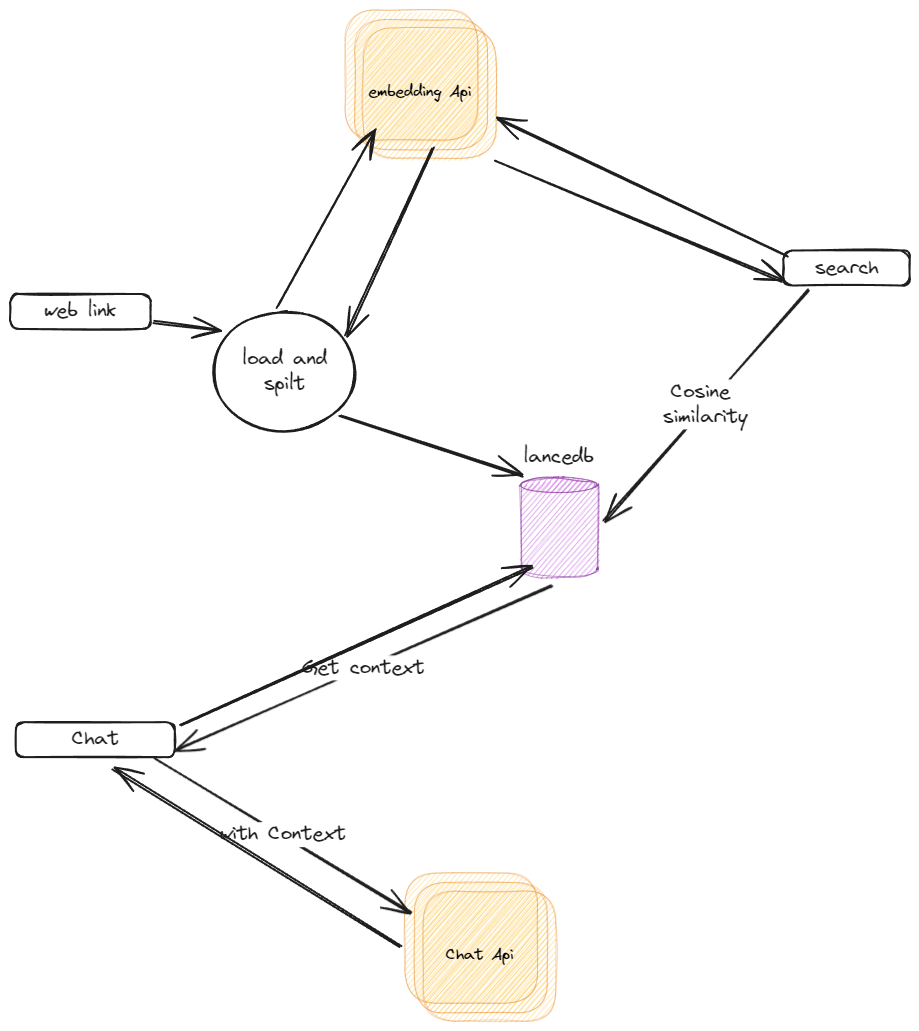 embedding Api
search
web link
load and
spilt
Cosine
similarity
lancedb
Get context
Chat
with Context
Chat Api